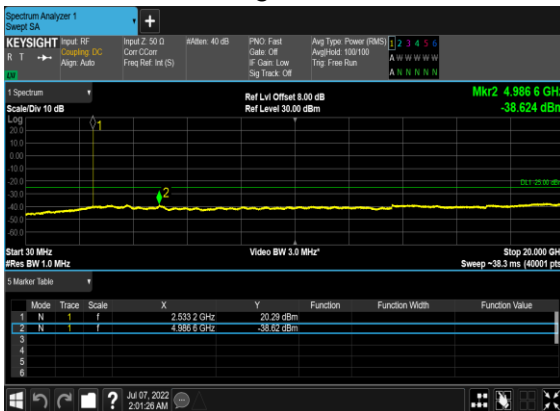 Spectrum Analyzer 1
Swept SA
KEYSIGHT
R T
LV
Input: RF
Coupling: DC
Align: Auto
Input Z: 50 Ω
Corr CCorr
Freq Ref: Int (S)
#Atten: 40 dB
PNO: Fast
Gate: Off
IF Gain: Low
Sig Track: Off
Avg Type: Power (RMS)
Avg|Hold: 100/100
Trig: Free Run
1 2 3 4 5 6
A W W W W W
A N N N N N
1 Spectrum
Scale/Div 10 dB
Ref Lvl Offset 8.00 dB
Ref Level 30.00 dBm
Mkr2 4.986 6 GHz
-38.624 dBm
Log
20.0
10.0
0.00
-10.0
-20.0
-30.0
-40.0
-50.0
-60.0
1
2
DL1 -25.00 dBm
Start 30 MHz
#Res BW 1.0 MHz
Video BW 3.0 MHz*
Stop 20.000 GHz
Sweep ~38.3 ms (40001 pts)
5 Marker Table
Mode Trace Scale X Y Function Function Width Function Value
1 N 1 f 2.533 2 GHz 20.29 dBm
2 N 1 f 4.986 6 GHz -38.62 dBm
3
4
5
6
?
Jul 07, 2022
2:01:26 AM